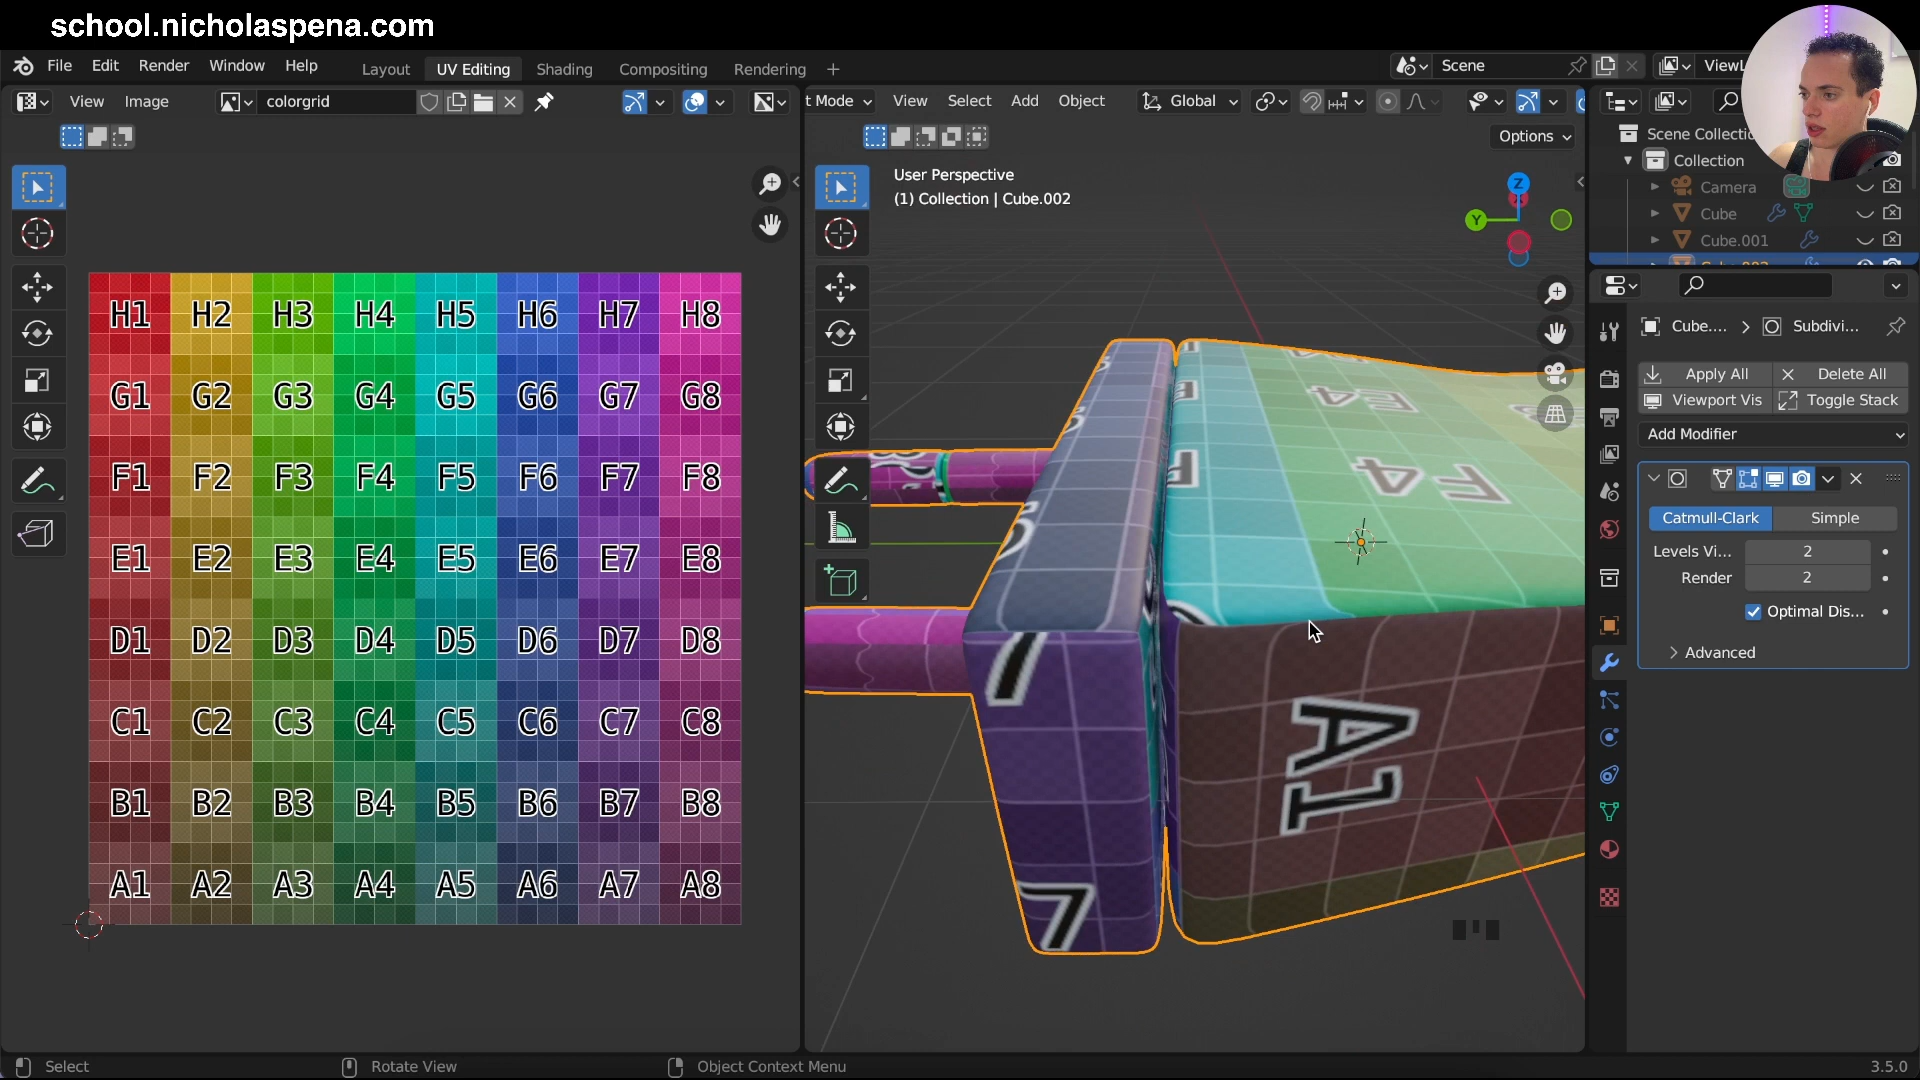 school.nicholaspena.com
File Edit Render Window Help
Layout UV Editing Shading Compositing Rendering +
Scene
ViewL
View Image
colorgrid
t Mode View Select Add Object
Global
Options
User Perspective
(1) Collection | Cube.002
Z
Y
Scene Collectio
Collection
Camera
Cube
Cube.001
Cube.... > Subdivi...
Apply All Delete All
Viewport Vis Toggle Stack
Add Modifier
Catmull-Clark Simple
Levels Vi... 2
Render 2
Optimal Dis...
Advanced
H1 H2 H3 H4 H5 H6 H7 H8
G1 G2 G3 G4 G5 G6 G7 G8
F1 F2 F3 F4 F5 F6 F7 F8
E1 E2 E3 E4 E5 E6 E7 E8
D1 D2 D3 D4 D5 D6 D7 D8
C1 C2 C3 C4 C5 C6 C7 C8
B1 B2 B3 B4 B5 B6 B7 B8
A1 A2 A3 A4 A5 A6 A7 A8
E4
F4
A1
7
Select
Rotate View
Object Context Menu
3.5.0